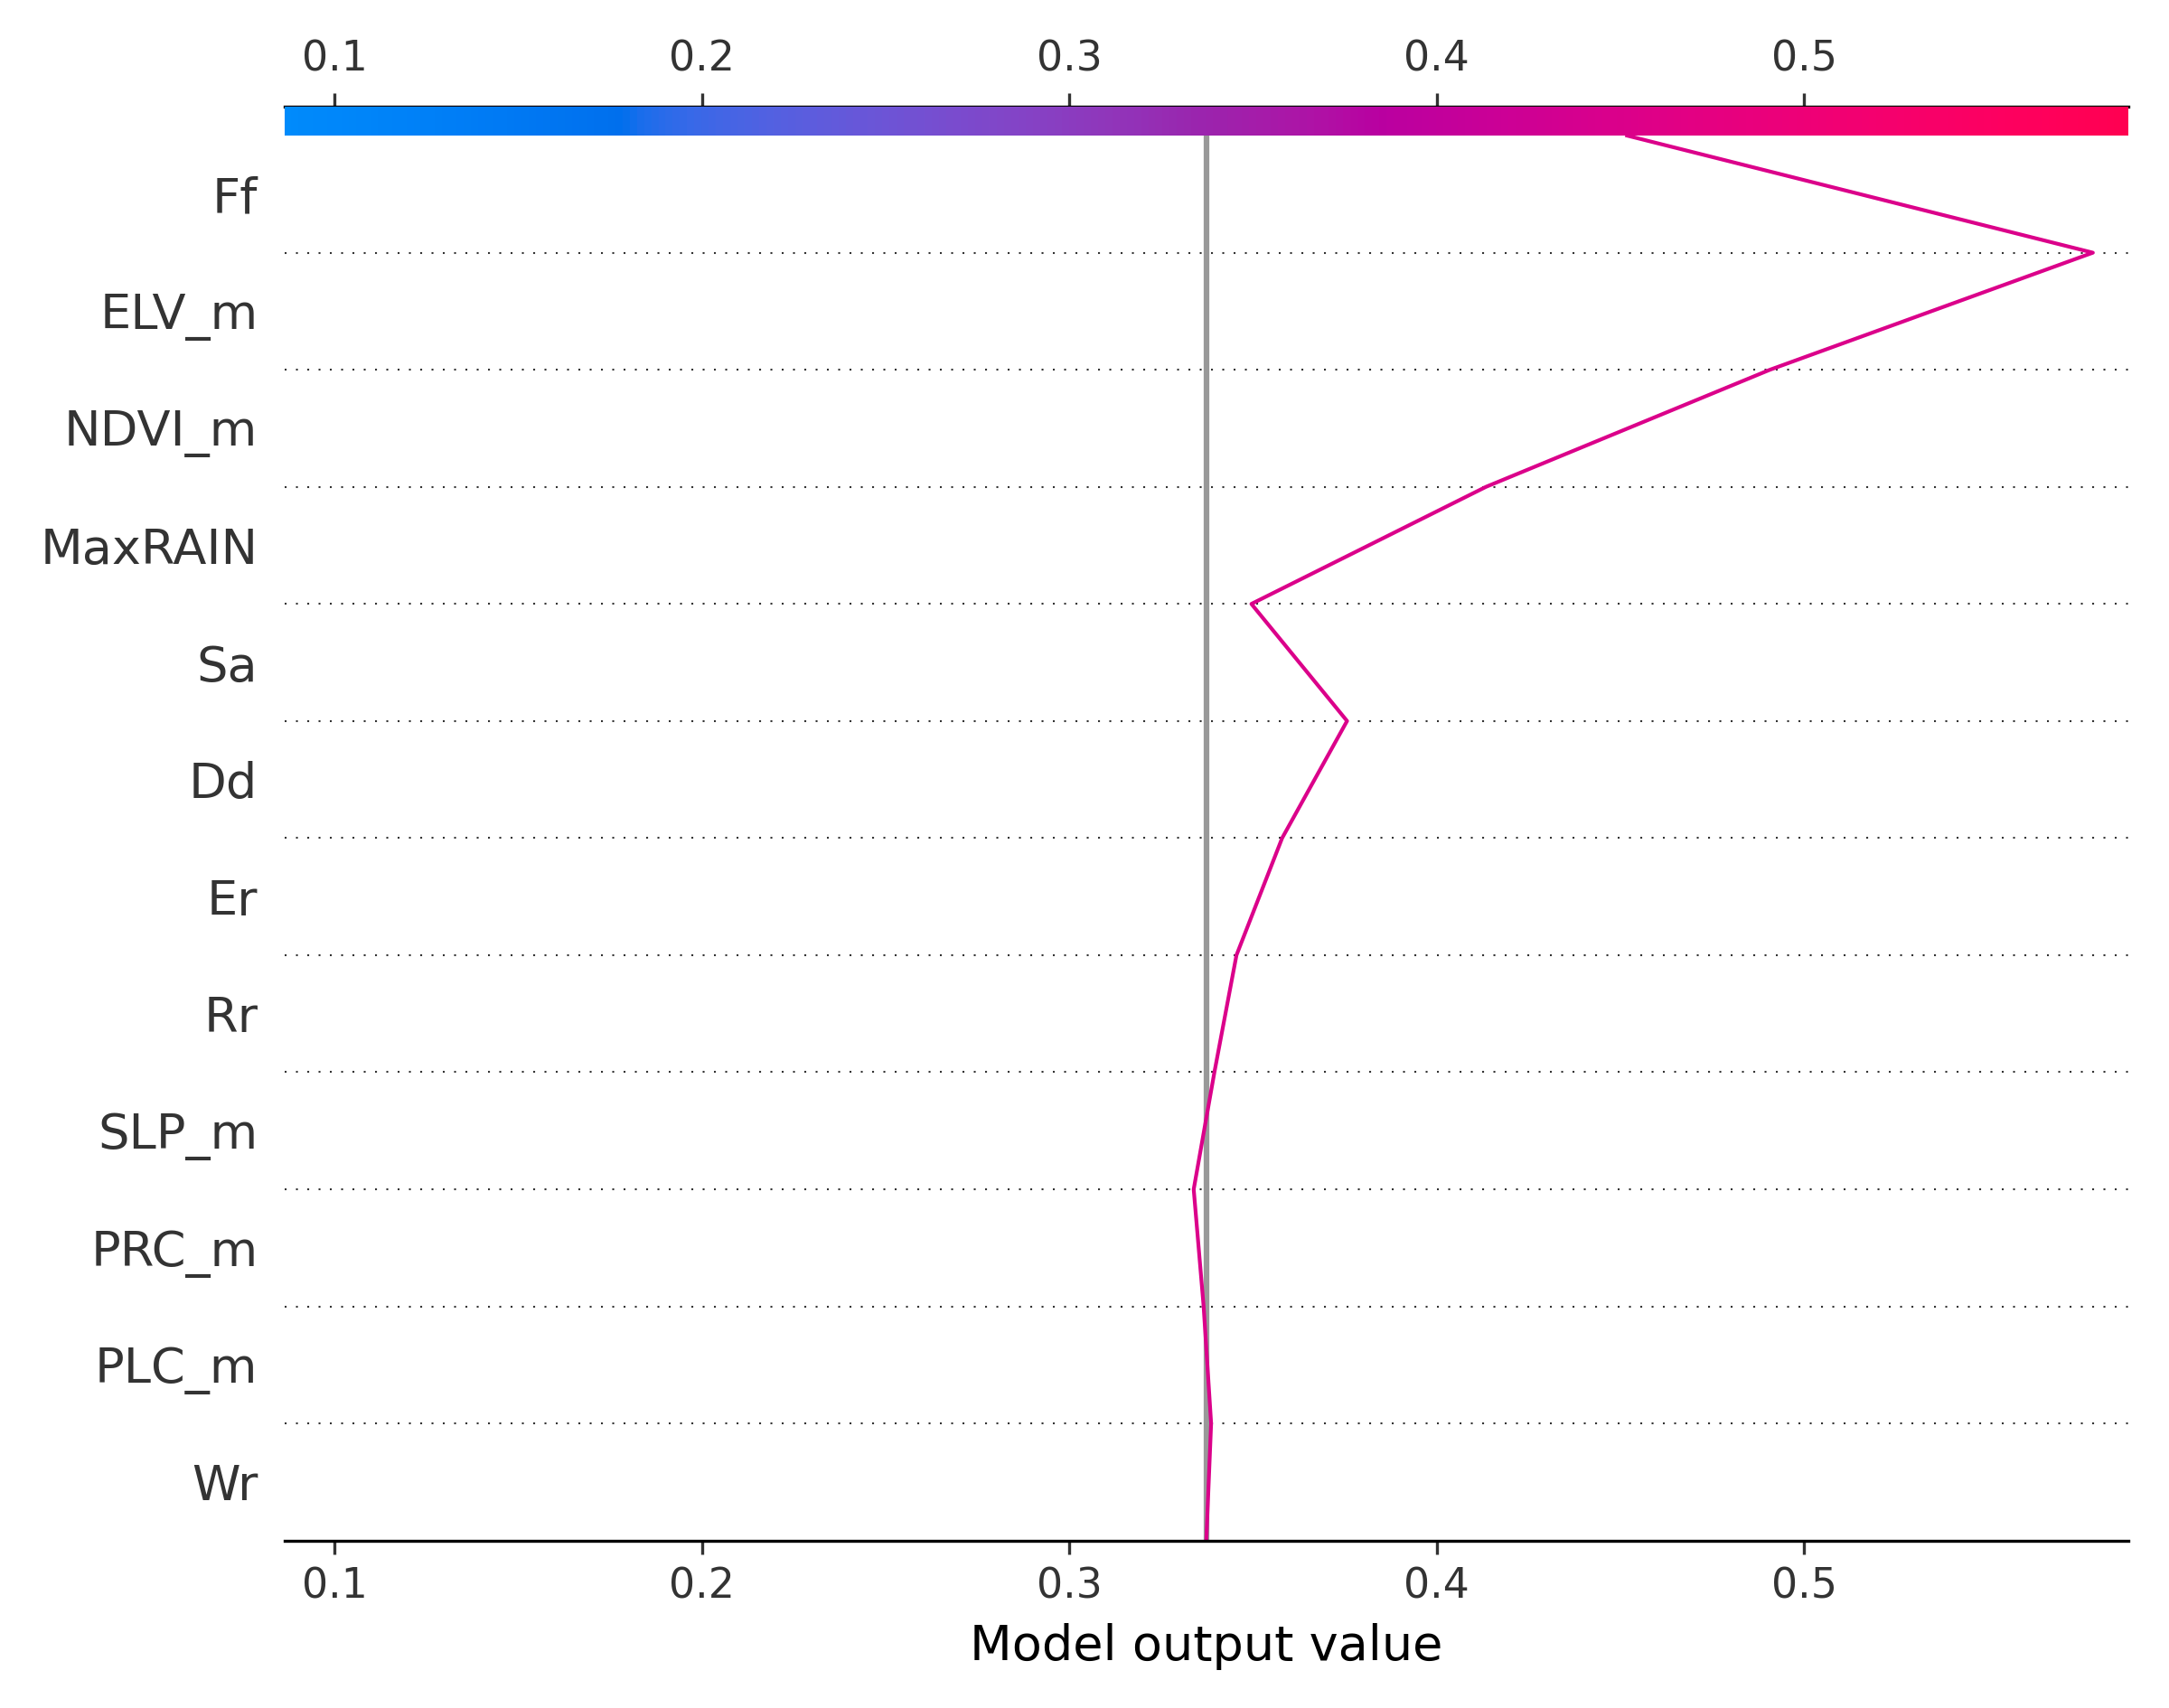 0.1 0.2 0.3 0.4 0.5
Ff
ELV_m
NDVI_m
MaxRAIN
Sa
Dd
Er
Rr
SLP_m
PRC_m
PLC_m
Wr
0.1 0.2 0.3 0.4 0.5
Model output value